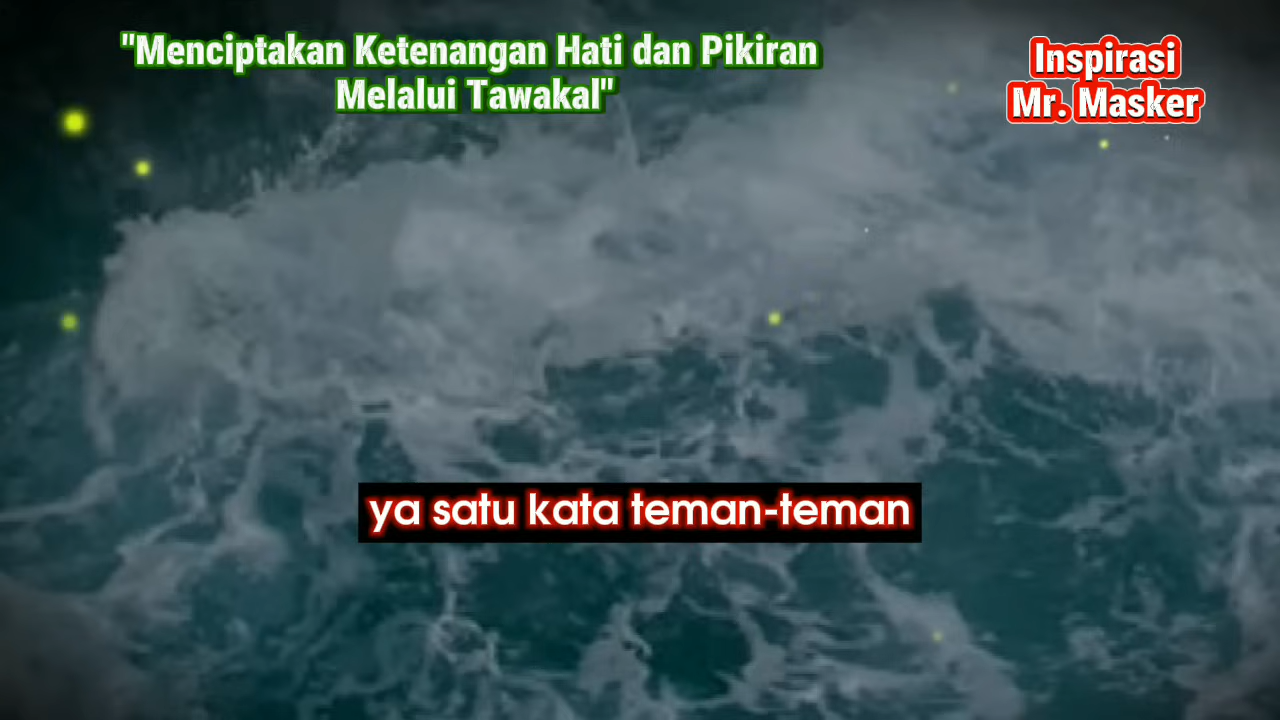 "Menciptakan Ketenangan Hati dan Pikiran
Melalui Tawakal"
Inspirasi
Mr. Masker
ya satu kata teman-teman